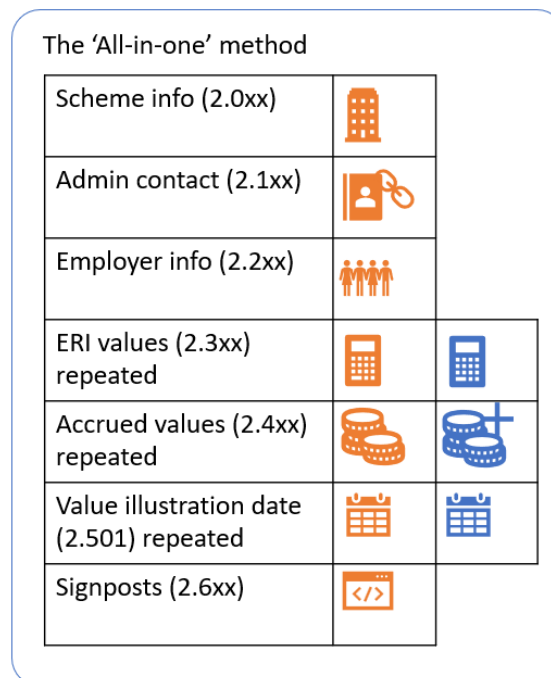 The ‘All-in-one’ method
Scheme info (2.0xx)
Admin contact (2.1xx)
Employer info (2.2xx)
ERI values (2.3xx)
repeated
Accrued values (2.4xx)
repeated
Value illustration date
(2.501) repeated
Signposts (2.6xx)